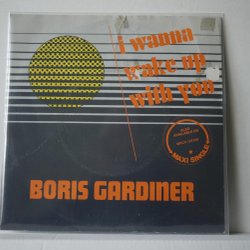 i wanna
wake up
with you
MAXI SINGLE
BORIS GARDINER